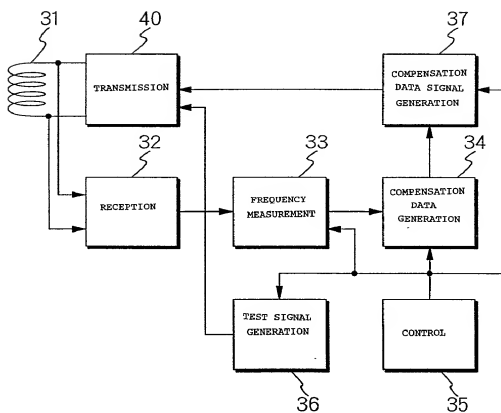 31
40
TRANSMISSION
37
COMPENSATION
DATA SIGNAL
GENERATION
32
RECEPTION
33
FREQUENCY
MEASUREMENT
34
COMPENSATION
DATA
GENERATION
TEST SIGNAL
GENERATION
36
CONTROL
35